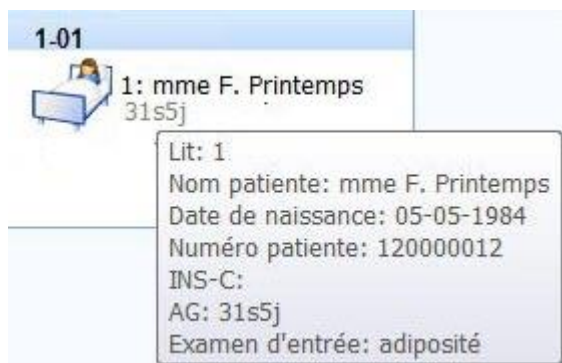 1-01
1: mme F. Printemps
31s5j
Lit: 1
Nom patiente: mme F. Printemps
Date de naissance: 05-05-1984
Numéro patiente: 120000012
INS-C:
AG: 31s5j
Examen d'entrée: adiposité